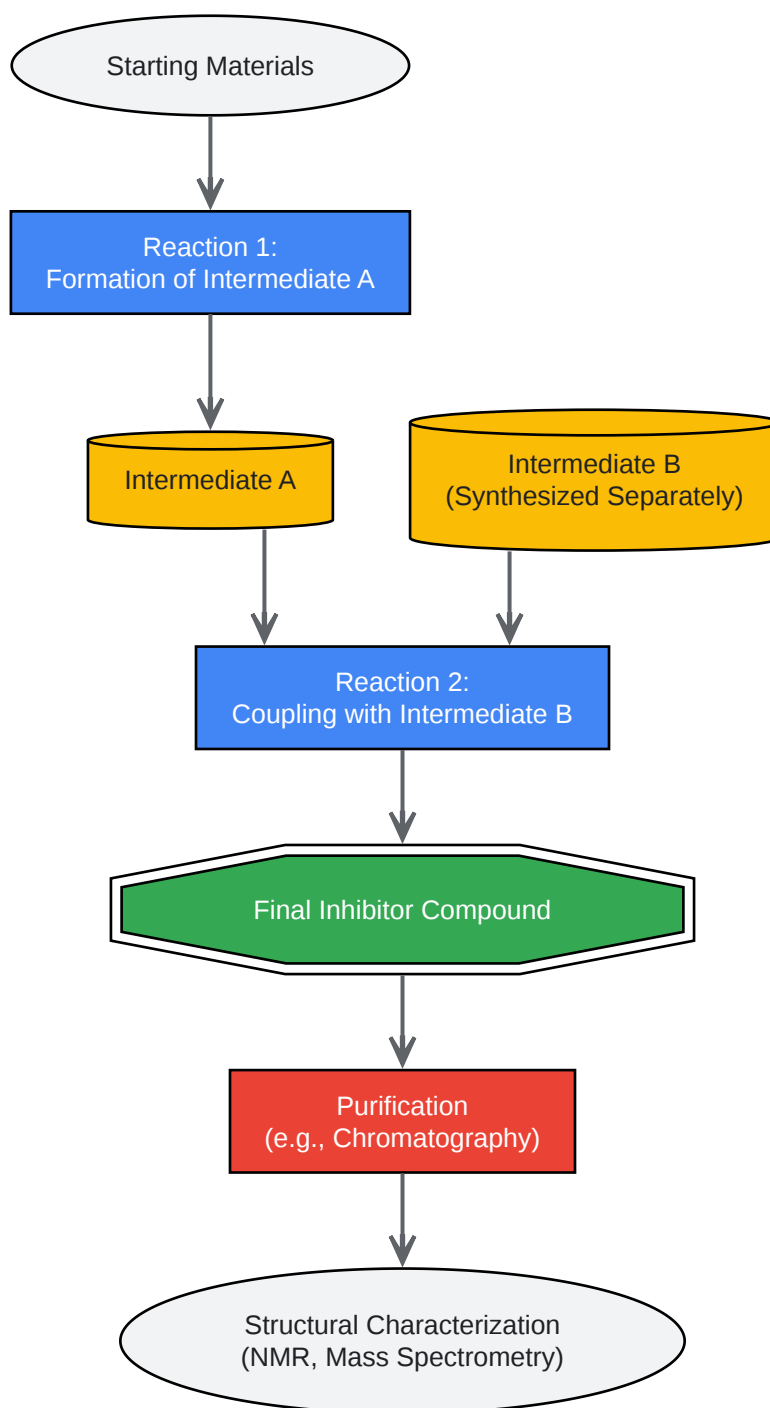 Starting Materials
Reaction 1:
Formation of Intermediate A
Intermediate A
Intermediate B
(Synthesized Separately)
Reaction 2:
Coupling with Intermediate B
Final Inhibitor Compound
Purification
(e.g., Chromatography)
Structural Characterization
(NMR, Mass Spectrometry)